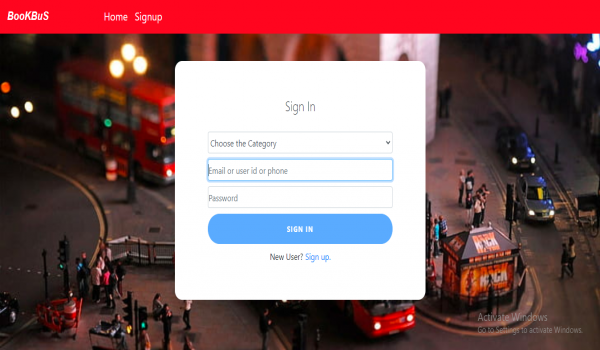 BooKBuS
Home Signup
Sign In
Choose the Category
Email or user id or phone
Password
SIGN IN
New User? Sign up.
Activate Windows
Go to Settings to activate Windows.